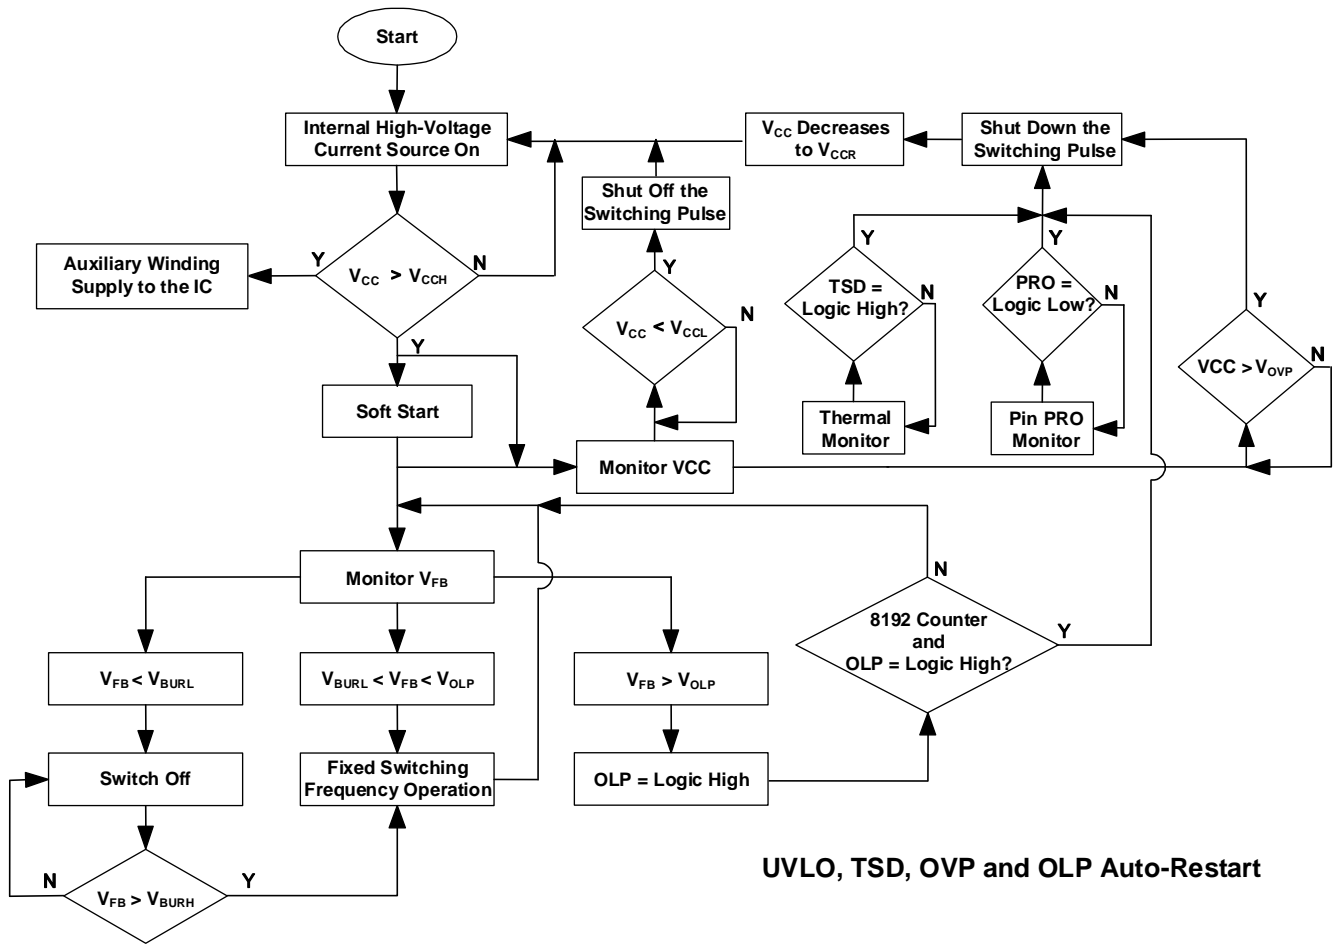 Start
Internal High-Voltage
Current Source On
V_CC Decreases
to V_CCR
Shut Down the
Switching Pulse
Shut Off the
Switching Pulse
Auxiliary Winding
Supply to the IC
Y
V_CC > V_CCH
N
Y
Y
V_CC < V_CCL
N
Y
TSD =
Logic High?
N
Y
PRO =
Logic Low?
N
Y
VCC > V_OVP
N
Soft Start
Thermal
Monitor
Pin PRO
Monitor
Monitor VCC
Monitor V_FB
N
8192 Counter
and
OLP = Logic High?
Y
V_FB < V_BURL
V_BURL < V_FB < V_OLP
V_FB > V_OLP
Switch Off
Fixed Switching
Frequency Operation
OLP = Logic High
N
V_FB > V_BURH
Y
UVLO, TSD, OVP and OLP Auto-Restart